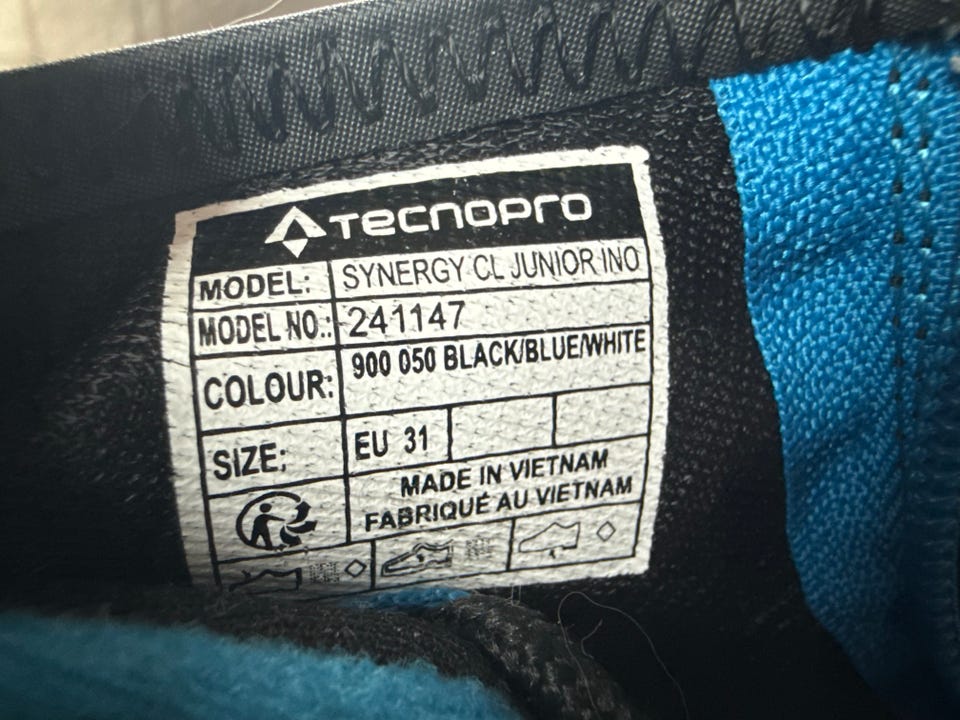 TECNOPRO
MODEL: SYNERGY CL JUNIOR INO
MODEL NO.: 241147
COLOUR: 900 050 BLACK/BLUE/WHITE
SIZE: EU 31
MADE IN VIETNAM
FABRIQUÉ AU VIETNAM